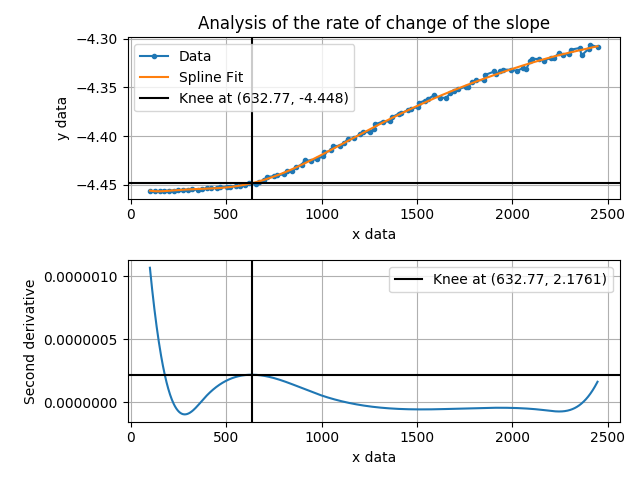 Analysis of the rate of change of the slope
−4.30
−4.35
−4.40
−4.45
y data
Data
Spline Fit
Knee at (632.77, -4.448)
0 500 1000 1500 2000 2500
x data
0.0000010
0.0000005
0.0000000
Second derivative
Knee at (632.77, 2.1761)
0 500 1000 1500 2000 2500
x data